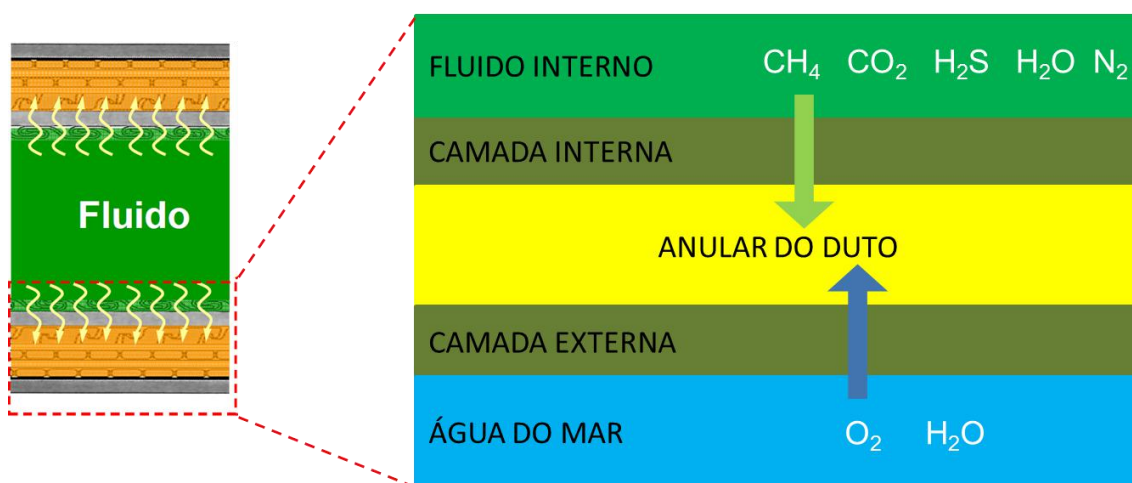 Fluido
FLUIDO INTERNO CH₄ CO₂ H₂S H₂O N₂
CAMADA INTERNA
ANULAR DO DUTO
CAMADA EXTERNA
ÁGUA DO MAR O₂ H₂O